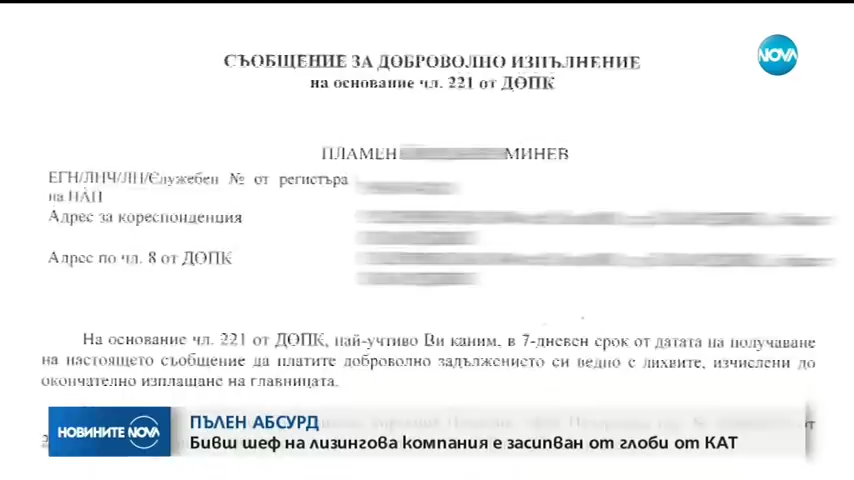 СЪОБЩЕНИЕ ЗА ДОБРОВОЛНО ИЗПЪЛНЕНИЕ
на основание чл. 221 от ДОПК
NOVA
ПЛАМЕН МИНЕВ
ЕГН/ЛНЧ/ЛН/Служебен № от регистъра
на НАП
Адрес за кореспонденция
Адрес по чл. 8 от ДОПК
На основание чл. 221 от ДОПК, най-учтиво Ви каним, в 7-дневен срок от датата на получаване
на настоящето съобщение да платите доброволно задължението си ведно с лихвите, изчислени до
окончателно изплащане на главницата.
НОВИНИТЕ NOVA
ПЪЛЕН АБСУРД
Бивш шеф на лизингова компания е засипван от глоби от КАТ
от